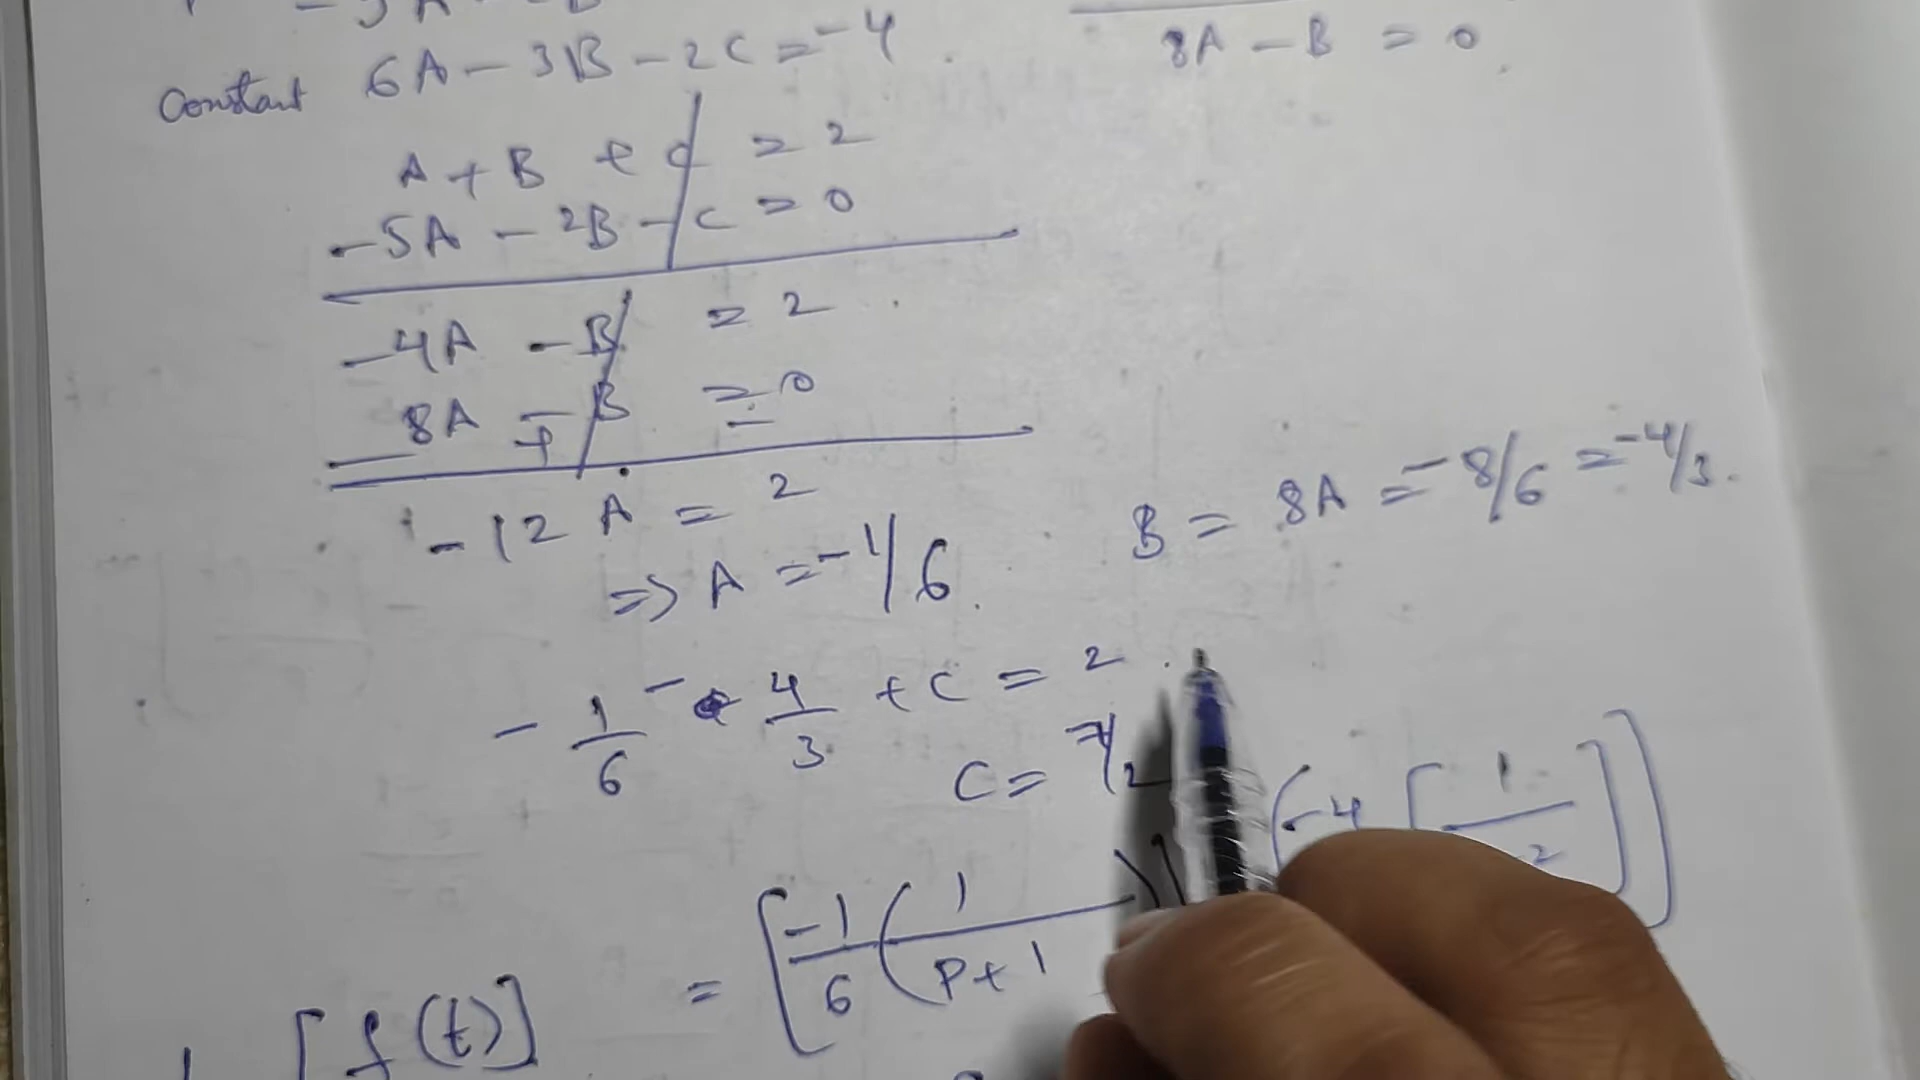 Constant 6A - 3B - 2C = -4
8A - B = 0
A + B + C = 2
-5A - 2B - C = 0
-4A - B = 2
8A - B = 0
- + -
-12A = 2
=> A = -1/6
B = 8A = -8/6 = -4/3.
- 1/6 - 4/3 + C = 2
C = 7/2
[f(t)] = [ -1/6 ( 1/P+1